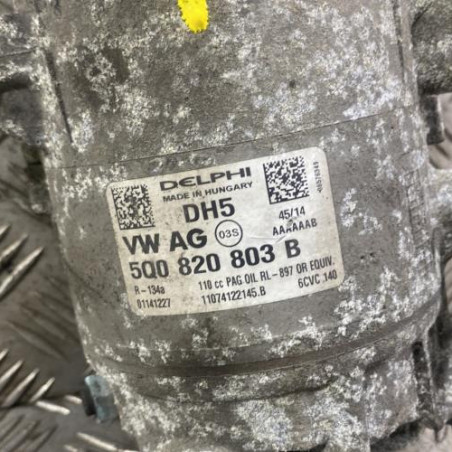 DELPHI
MADE IN HUNGARY
DH5
45/14
VW AG 03S AAAAAAB
5Q0 820 803 B
R-134a 110 cc PAG OIL RL-897 OR EQUIV.
01141227 11074122145.B 6CVC 140